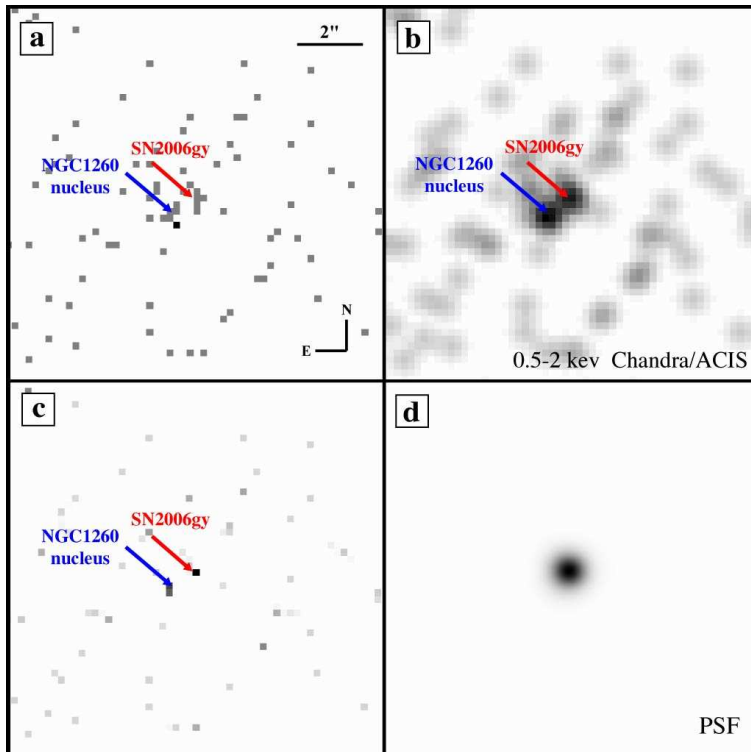 a
2"
SN2006gy
NGC1260
nucleus
N
E
b
SN2006gy
NGC1260
nucleus
0.5-2 kev Chandra/ACIS
c
SN2006gy
NGC1260
nucleus
d
PSF